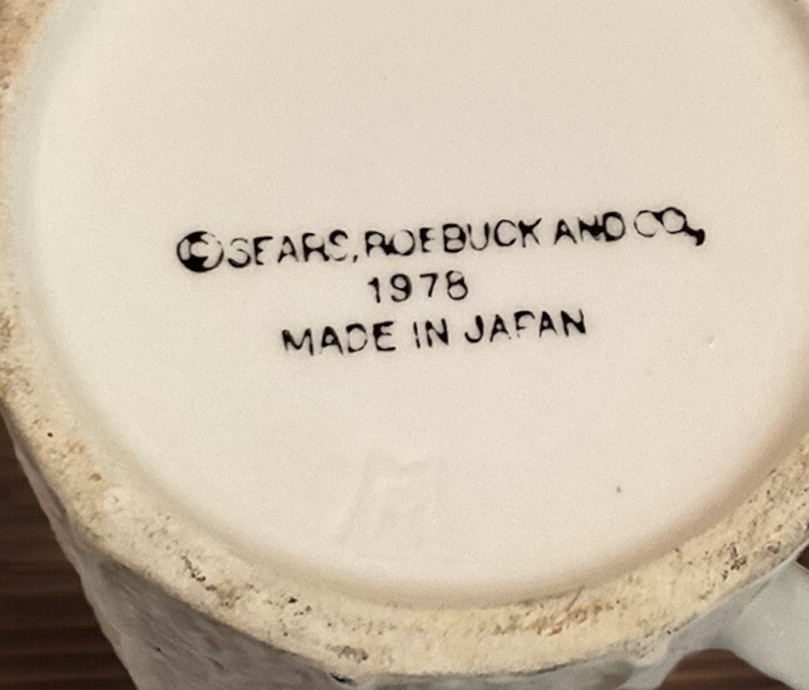 ©SEARS, ROEBUCK AND CO,
1978
MADE IN JAPAN